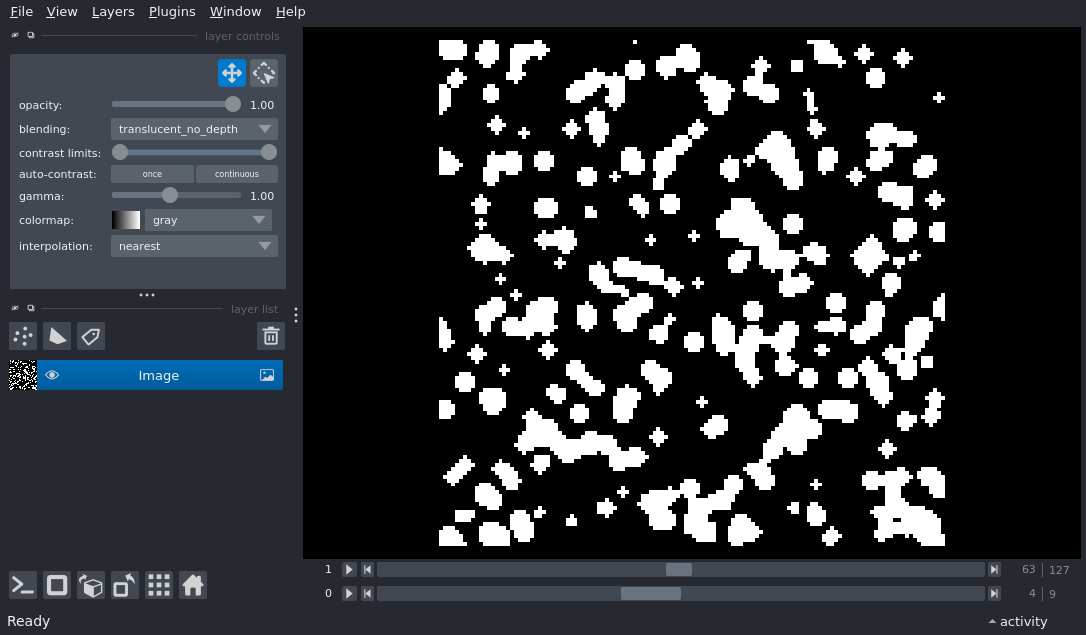 File View Layers Plugins Window Help
layer controls
opacity: 1.00
blending: translucent_no_depth
contrast limits:
auto-contrast: once continuous
gamma: 1.00
colormap: gray
interpolation: nearest
layer list
Image
1 63 127
0 4 9
Ready activity